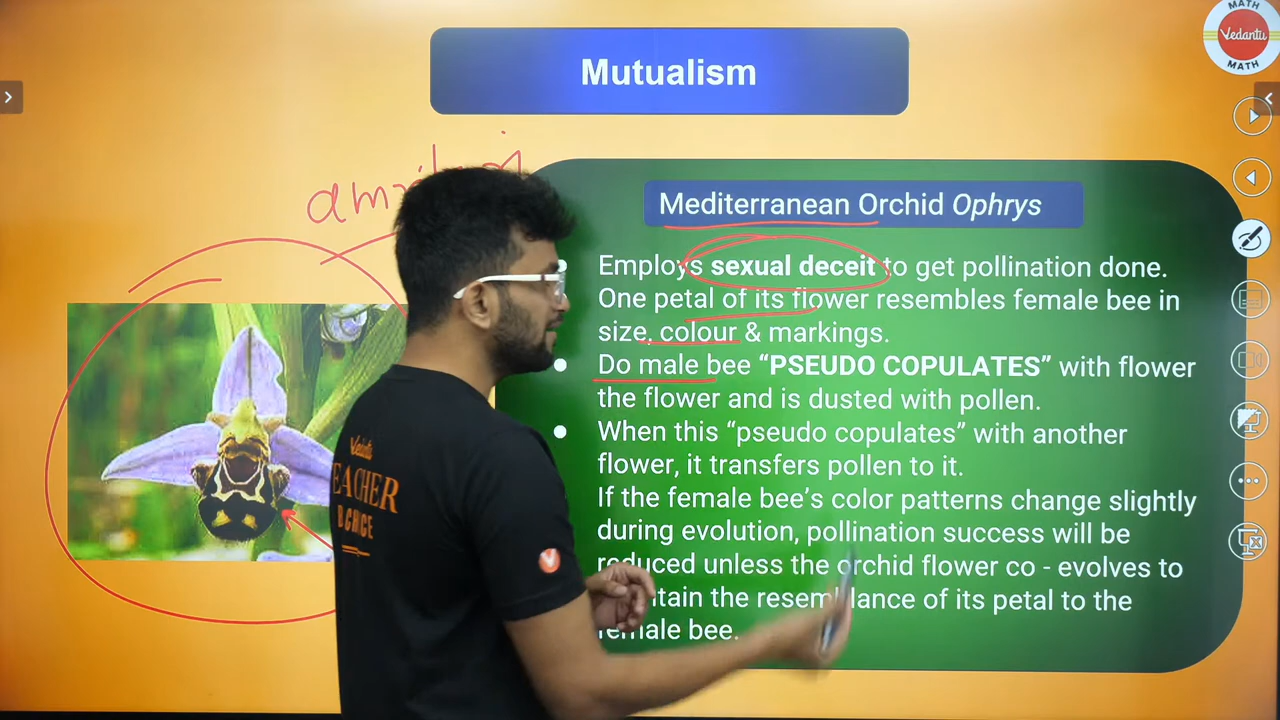 MATH
Vedantu
MATH
Mutualism
Mediterranean Orchid Ophrys
Employs sexual deceit to get pollination done.
One petal of its flower resembles female bee in
size, colour & markings.
Do male bee “PSEUDO COPULATES” with flower
the flower and is dusted with pollen.
When this “pseudo copulates” with another
flower, it transfers pollen to it.
If the female bee’s color patterns change slightly
during evolution, pollination success will be
reduced unless the orchid flower co - evolves to
the resemblance of its petal to the
female bee.
Vedantu
TEACHER